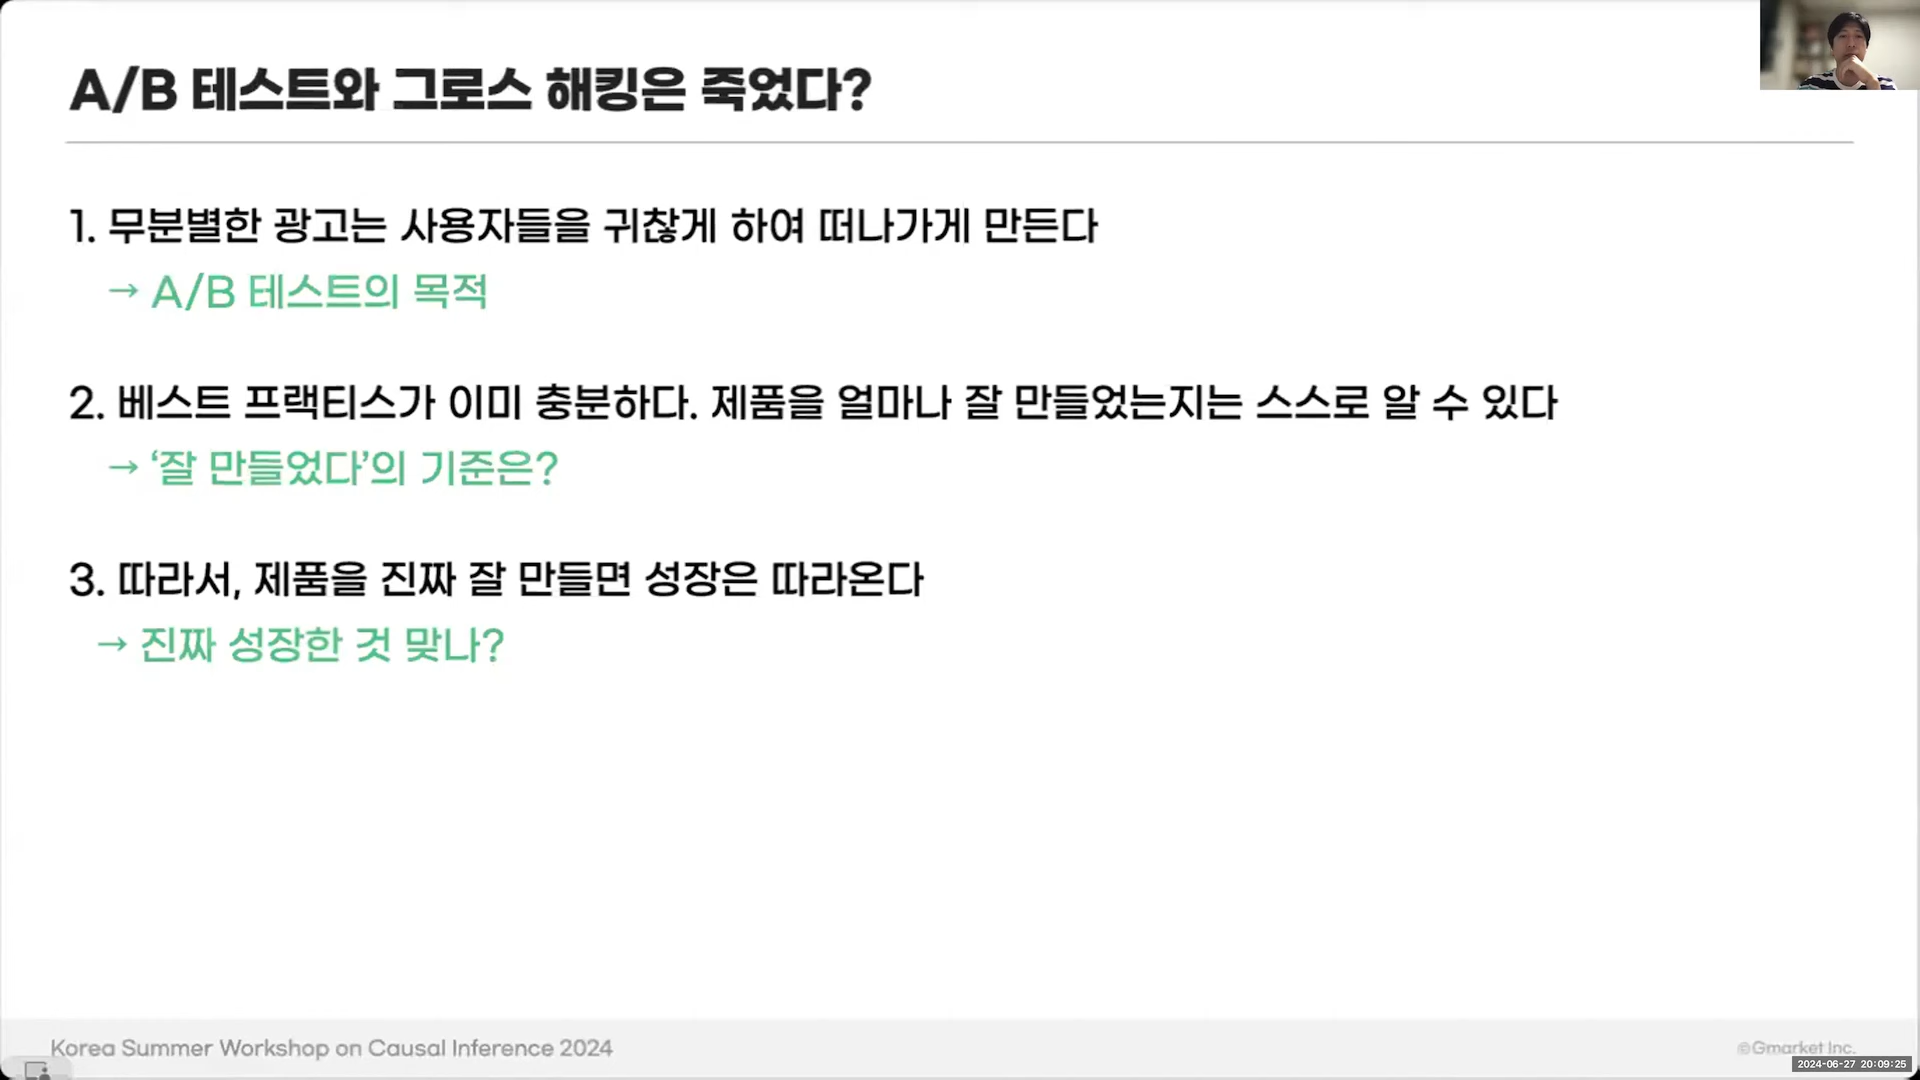 A/B 테스트와 그로스 해킹은 죽었다?
1. 무분별한 광고는 사용자들을 귀찮게 하여 떠나가게 만든다
→ A/B 테스트의 목적
2. 베스트 프랙티스가 이미 충분하다. 제품을 얼마나 잘 만들었는지는 스스로 알 수 있다
→ ‘잘 만들었다’의 기준은?
3. 따라서, 제품을 진짜 잘 만들면 성장은 따라온다
→ 진짜 성장한 것 맞나?
Korea Summer Workshop on Causal Inference 2024
©Gmarket Inc.
2024-06-27 20:09:25